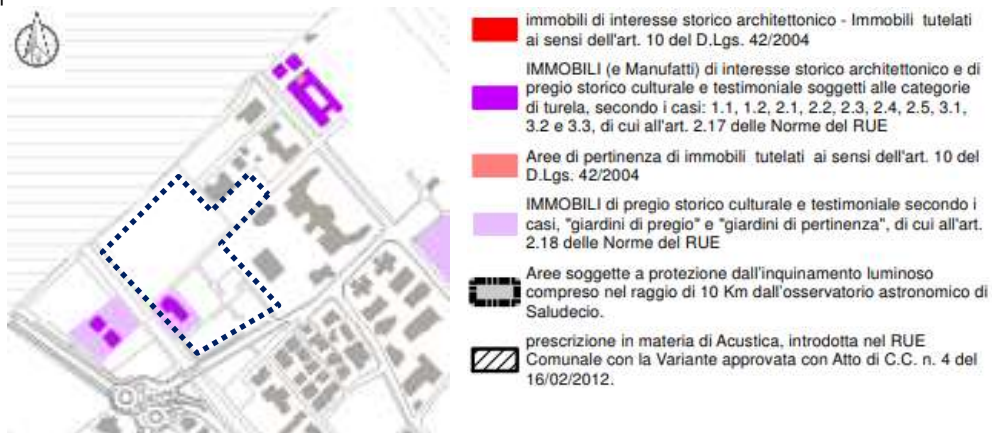 immobili di interesse storico architettonico - Immobili tutelati
ai sensi dell'art. 10 del D.Lgs. 42/2004
IMMOBILI (e Manufatti) di interesse storico architettonico e di
pregio storico culturale e testimoniale soggetti alle categorie
di turela, secondo i casi: 1.1, 1.2, 2.1, 2.2, 2.3, 2.4, 2.5, 3.1,
3.2 e 3.3, di cui all'art. 2.17 delle Norme del RUE
Aree di pertinenza di immobili tutelati ai sensi dell'art. 10 del
D.Lgs. 42/2004
IMMOBILI di pregio storico culturale e testimoniale secondo i
casi, "giardini di pregio" e "giardini di pertinenza", di cui all'art.
2.18 delle Norme del RUE
Aree soggette a protezione dall'inquinamento luminoso
compreso nel raggio di 10 Km dall'osservatorio astronomico di
Saludecio.
prescrizione in materia di Acustica, introdotta nel RUE
Comunale con la Variante approvata con Atto di C.C. n. 4 del
16/02/2012.